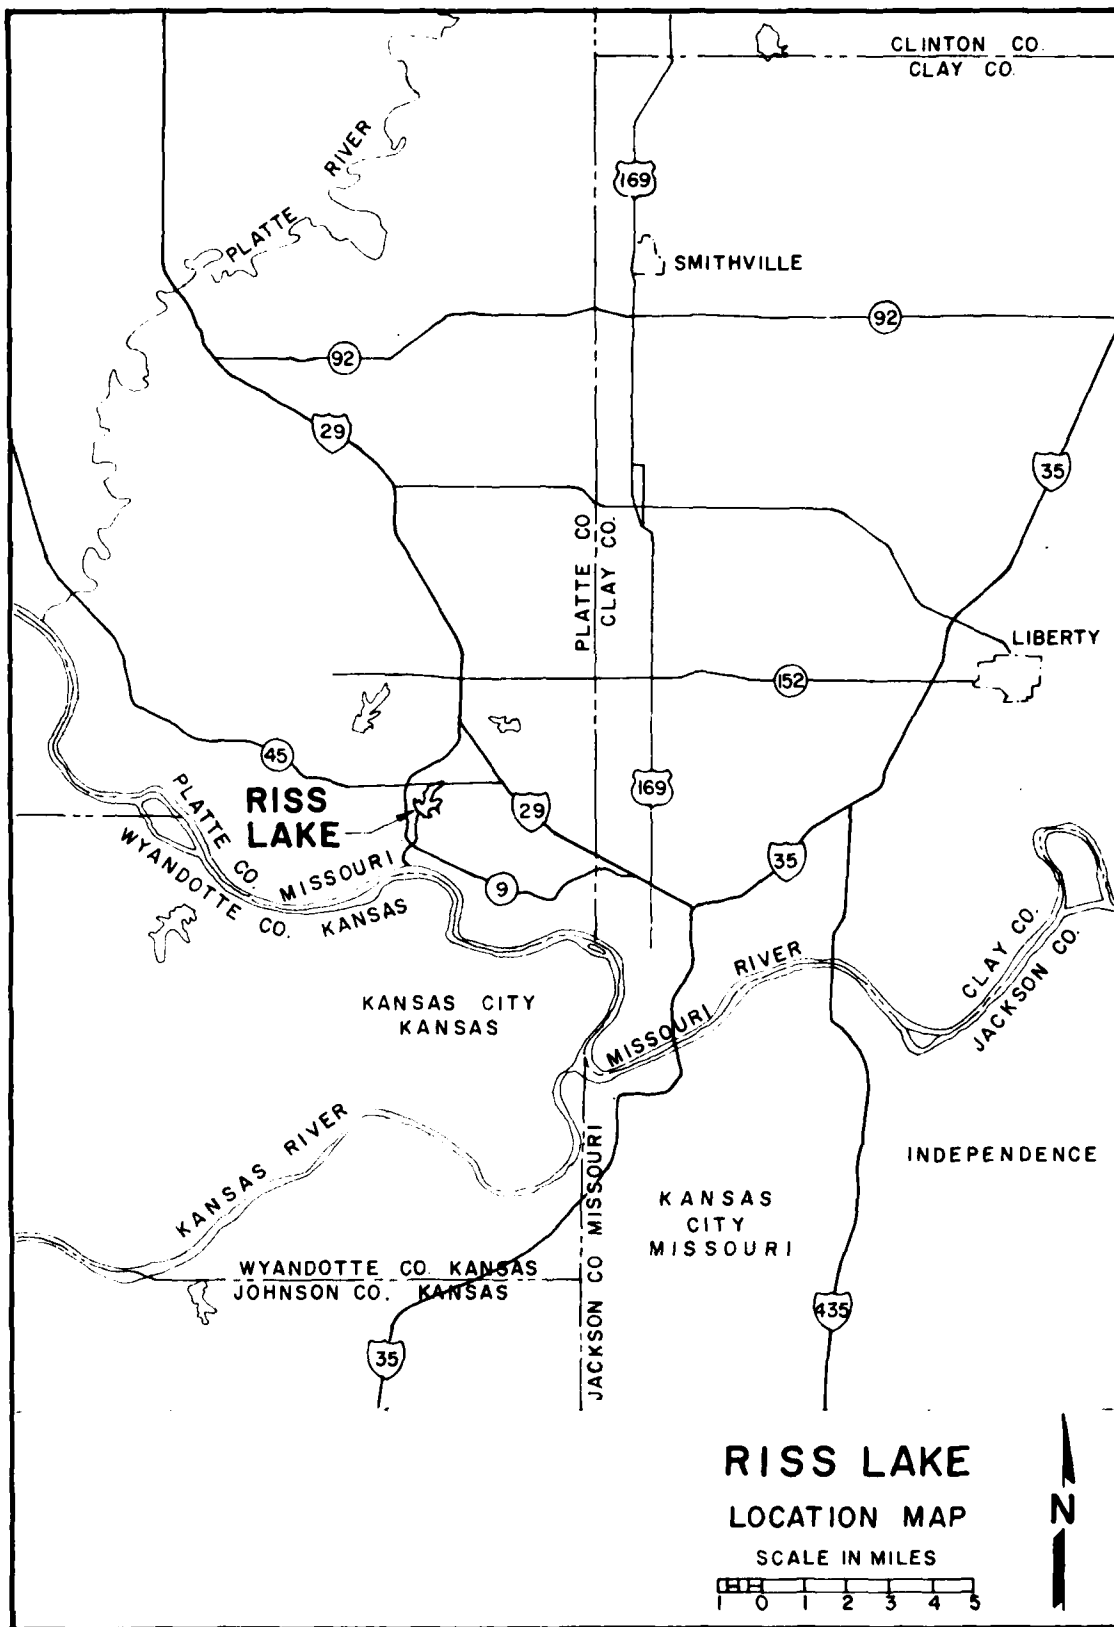 CLINTON CO.
CLAY CO.
PLATTE RIVER
169
SMITHVILLE
92
92
29
35
PLATTE CO
CLAY CO.
LIBERTY
152
45
RISS
LAKE
29
169
35
PLATTE CO. MISSOURI
WYANDOTTE CO. KANSAS
9
CLAY CO.
JACKSON CO.
MISSOURI RIVER
KANSAS CITY
KANSAS
KANSAS RIVER
JACKSON CO MISSOURI
INDEPENDENCE
KANSAS
CITY
MISSOURI
WYANDOTTE CO. KANSAS
JOHNSON CO. KANSAS
435
35
RISS LAKE
LOCATION MAP
N
SCALE IN MILES
1 0 1 2 3 4 5